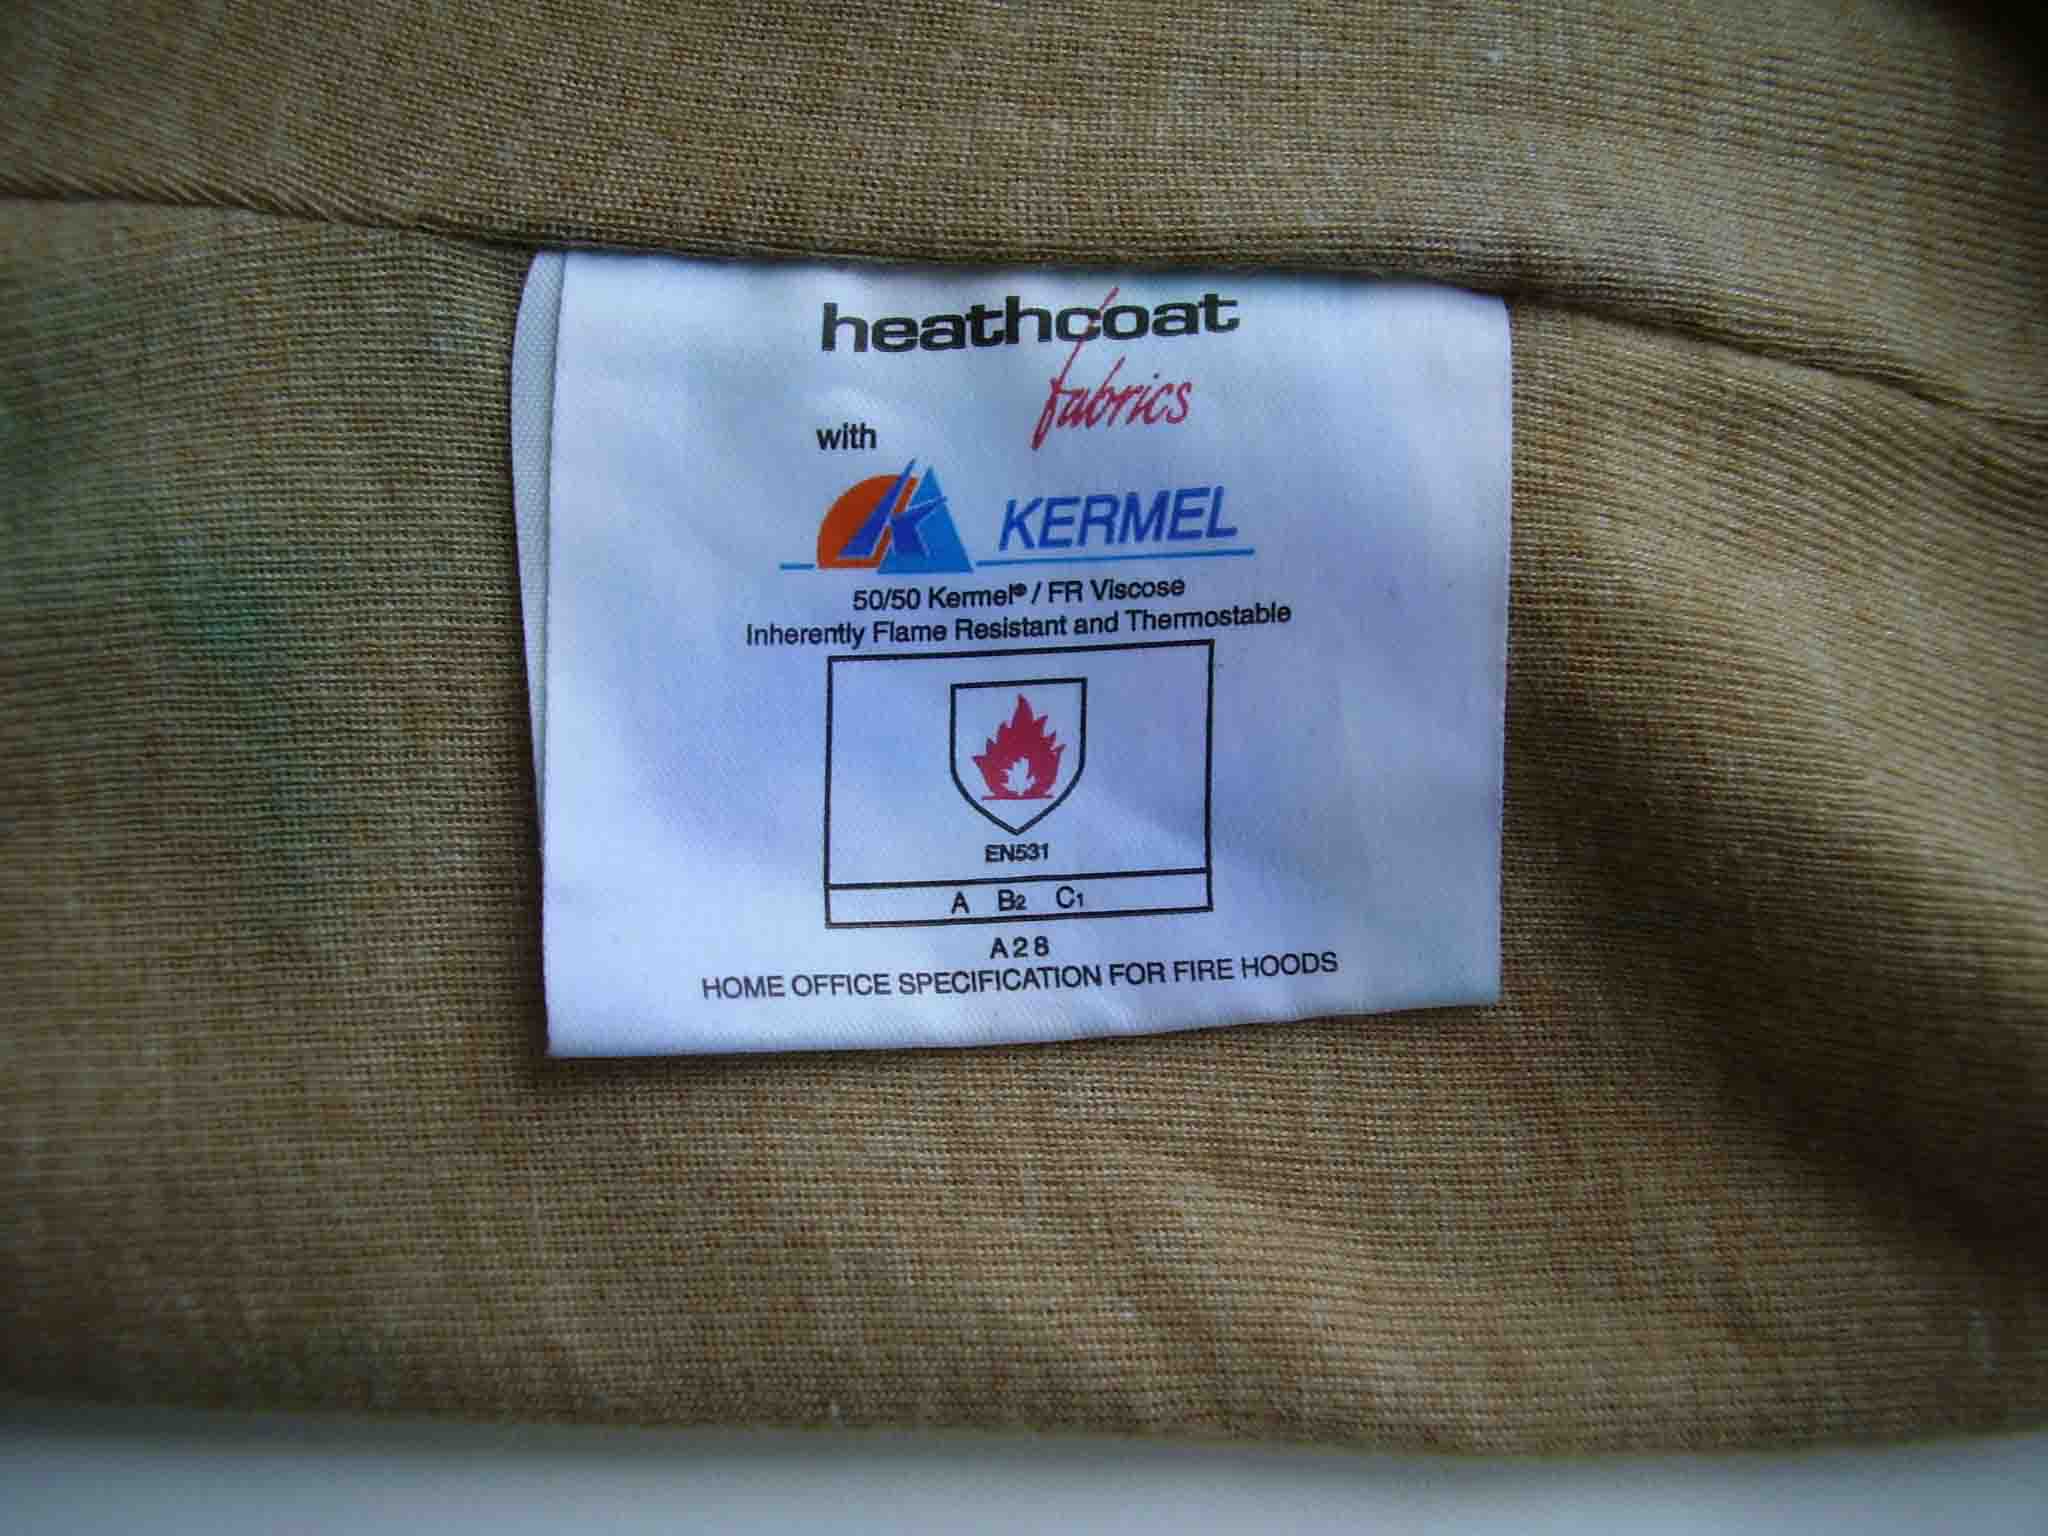 heathcoat
fabrics
with
KERMEL
50/50 Kermel® / FR Viscose
Inherently Flame Resistant and Thermostable
EN531
A B2 C1
A28
HOME OFFICE SPECIFICATION FOR FIRE HOODS